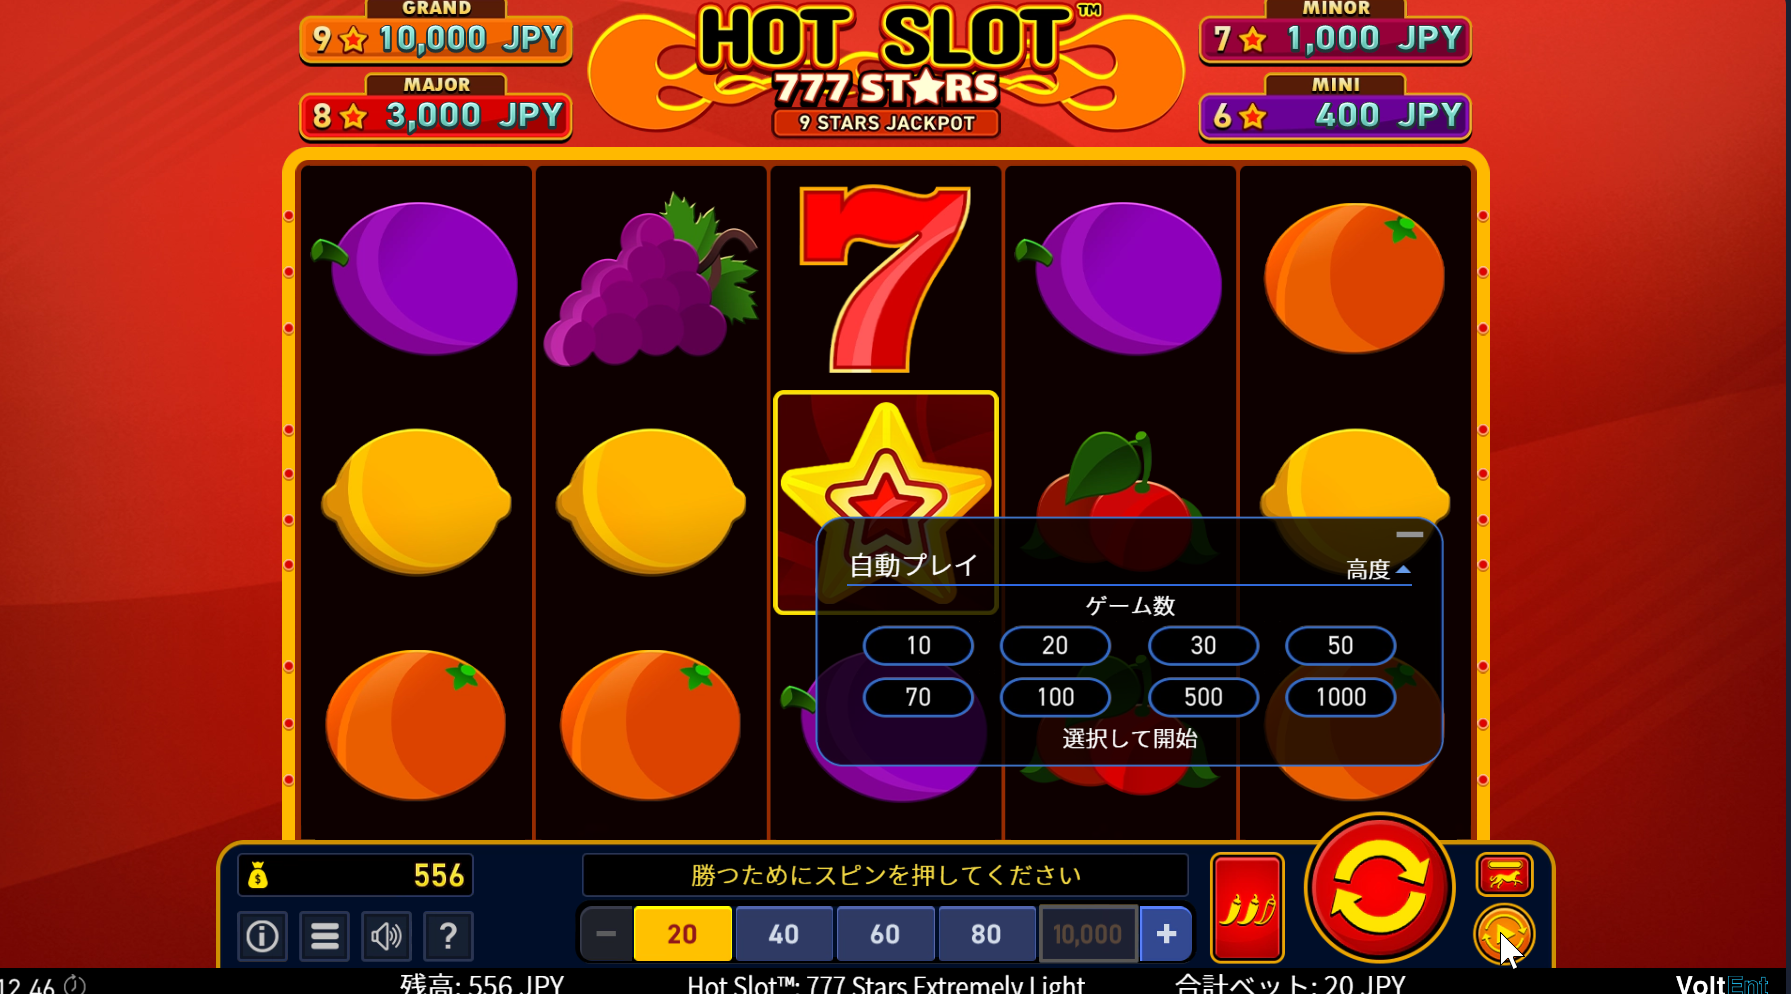 GRAND
9 10,000 JPY
MAJOR
8 3,000 JPY
HOT SLOT™
777 STARS
9 STARS JACKPOT
MINOR
7 1,000 JPY
MINI
6 400 JPY
7
自動プレイ
高度
ゲーム数
10 20 30 50
70 100 500 1000
選択して開始
$ 556
勝つためにスピンを押してください
20 40 60 80 10,000 +
?
12.46
残高: 556 JPY
Hot Slot™: 777 Stars Extremely Light
合計ベット: 20 JPY
VoltEnt